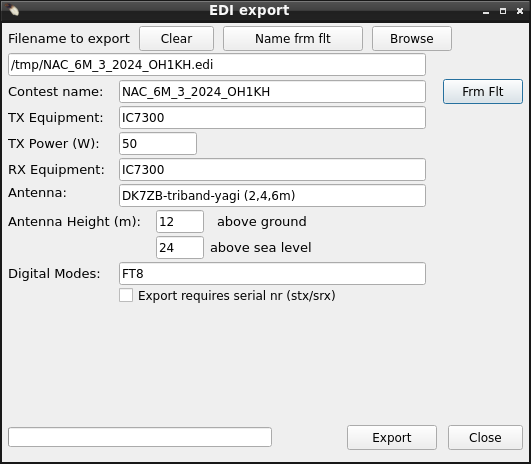 EDI export
Filename to export Clear Name frm flt Browse
/tmp/NAC_6M_3_2024_OH1KH.edi
Contest name: NAC_6M_3_2024_OH1KH Frm Flt
TX Equipment: IC7300
TX Power (W): 50
RX Equipment: IC7300
Antenna: DK7ZB-triband-yagi (2,4,6m)
Antenna Height (m): 12 above ground
24 above sea level
Digital Modes: FT8
Export requires serial nr (stx/srx)
Export Close